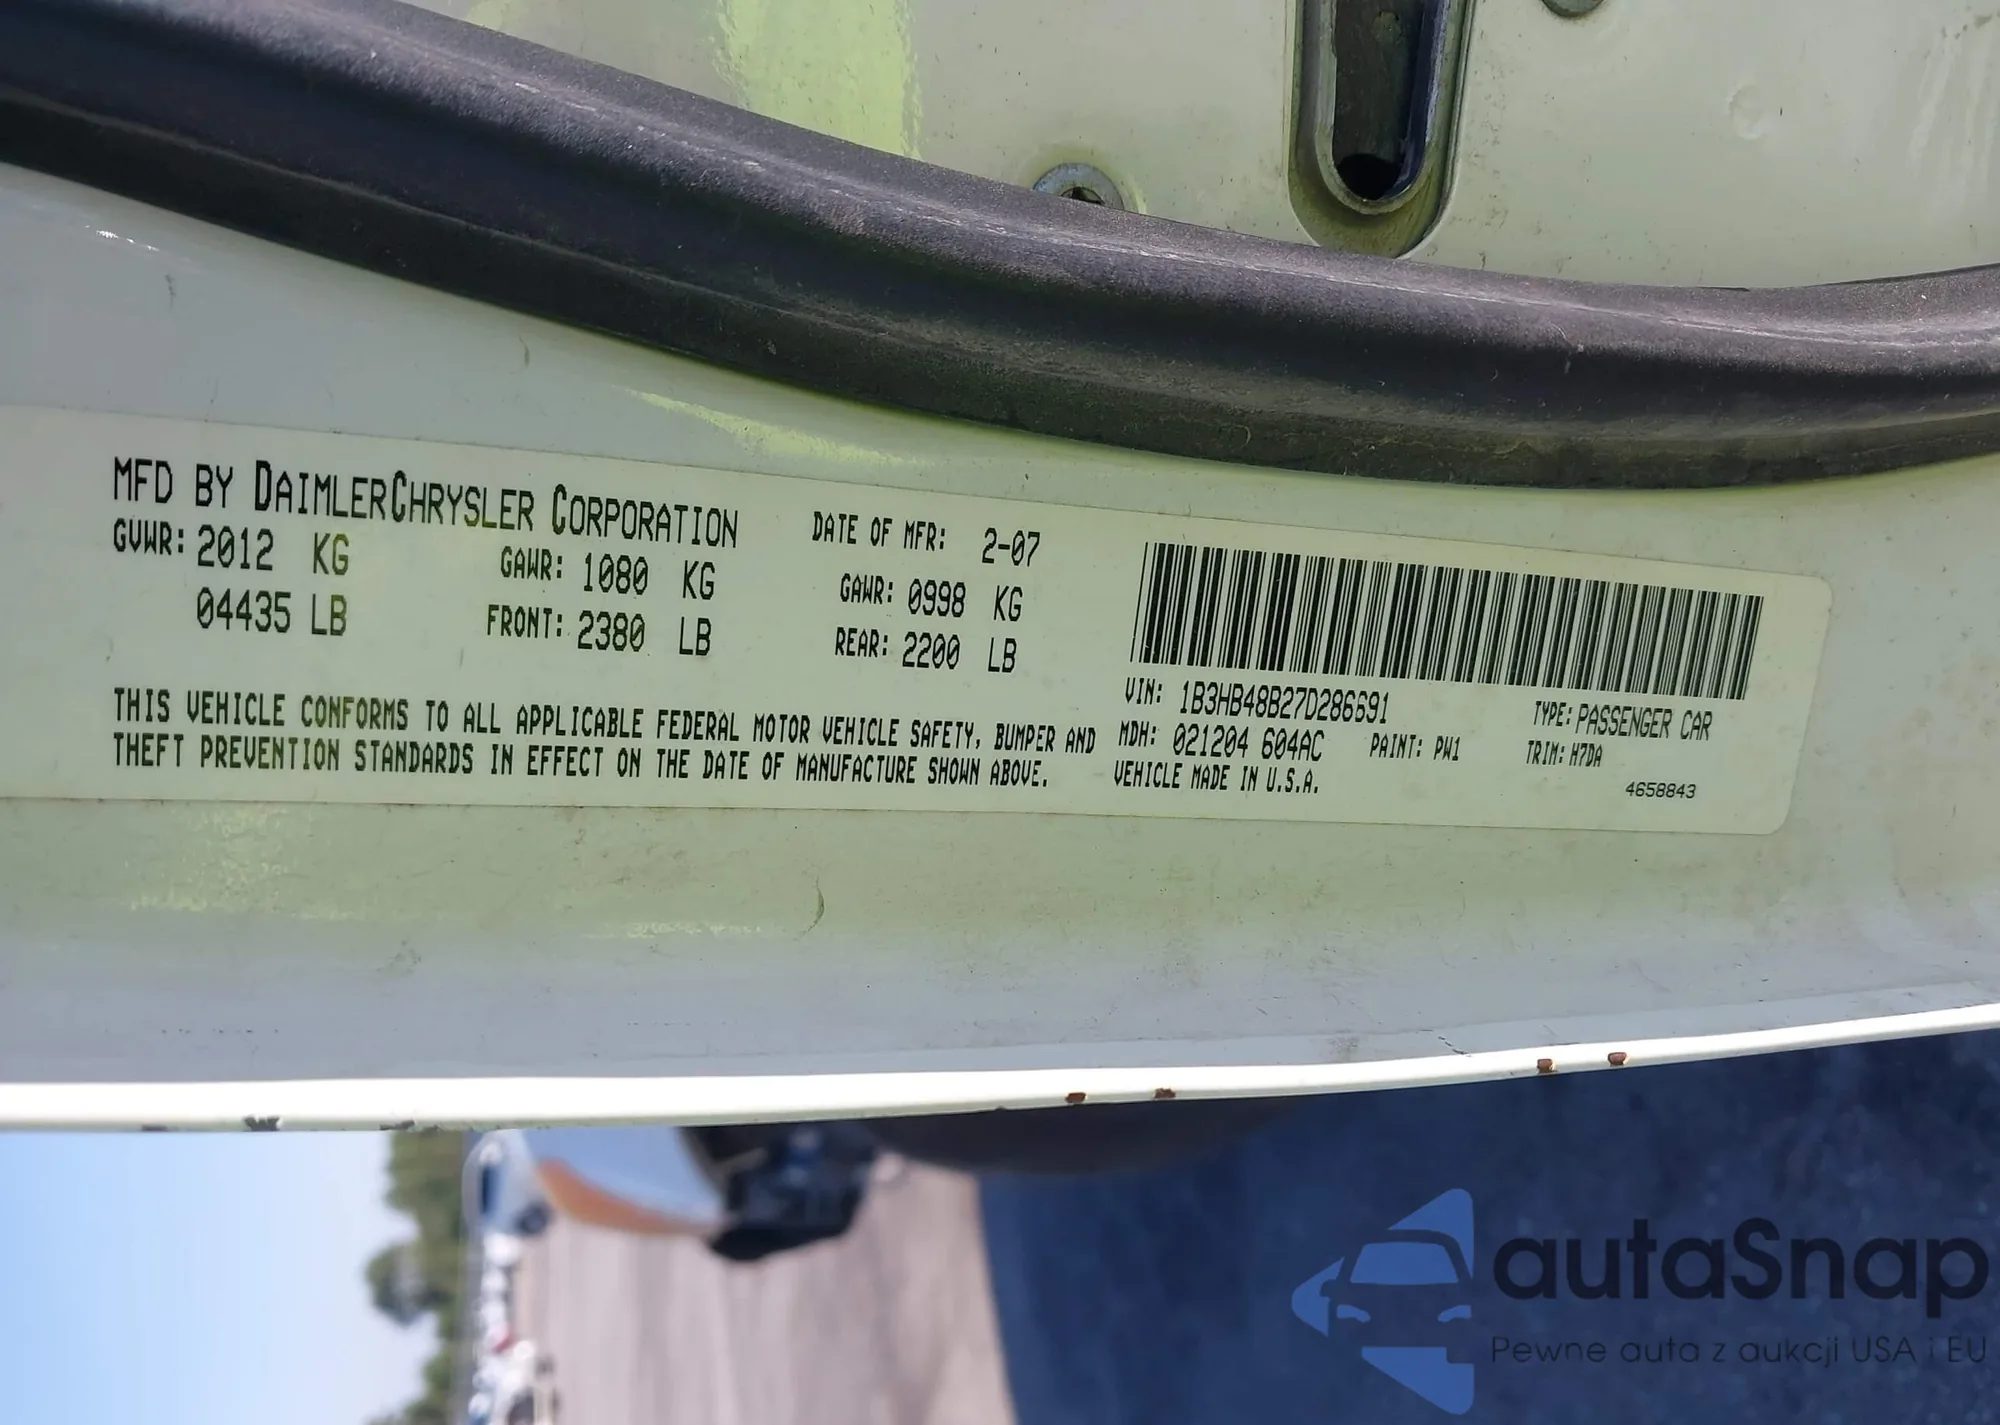 MFD BY DAIMLERCHRYSLER CORPORATION DATE OF MFR: 2-07
GVWR: 2012 KG GAWR: 1080 KG GAWR: 0998 KG
04435 LB FRONT: 2380 LB REAR: 2200 LB
THIS VEHICLE CONFORMS TO ALL APPLICABLE FEDERAL MOTOR VEHICLE SAFETY, BUMPER AND
THEFT PREVENTION STANDARDS IN EFFECT ON THE DATE OF MANUFACTURE SHOWN ABOVE.
VIN: 1B3HB48B27D286691 TYPE: PASSENGER CAR
MDH: 021204 604AC PAINT: PW1 TRIM: H7DA
VEHICLE MADE IN U.S.A. 4658843
autaSnap
Pewne auta z aukcji USA i EU